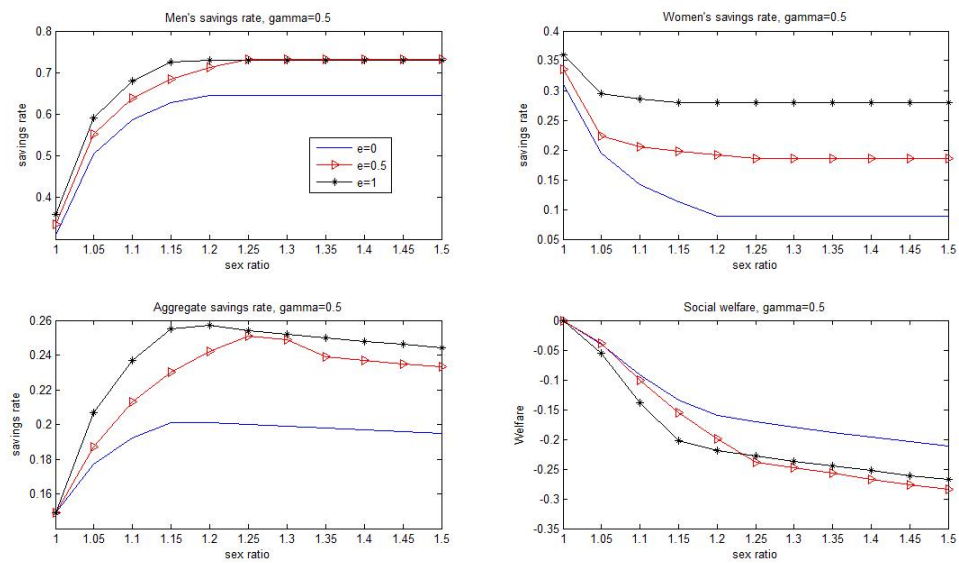 Men's savings rate, gamma=0.5
0.8
0.7
0.6
0.5
0.4
savings rate
e=0
e=0.5
e=1
1 1.05 1.1 1.15 1.2 1.25 1.3 1.35 1.4 1.45 1.5
sex ratio
Women's savings rate, gamma=0.5
0.4
0.35
0.3
0.25
0.2
0.15
0.1
0.05
savings rate
1 1.05 1.1 1.15 1.2 1.25 1.3 1.35 1.4 1.45 1.5
sex ratio
Aggregate savings rate, gamma=0.5
0.26
0.24
0.22
0.2
0.18
0.16
savings rate
1 1.05 1.1 1.15 1.2 1.25 1.3 1.35 1.4 1.45 1.5
sex ratio
Social welfare, gamma=0.5
0
-0.05
-0.1
-0.15
-0.2
-0.25
-0.3
-0.35
Welfare
1 1.05 1.1 1.15 1.2 1.25 1.3 1.35 1.4 1.45 1.5
sex ratio